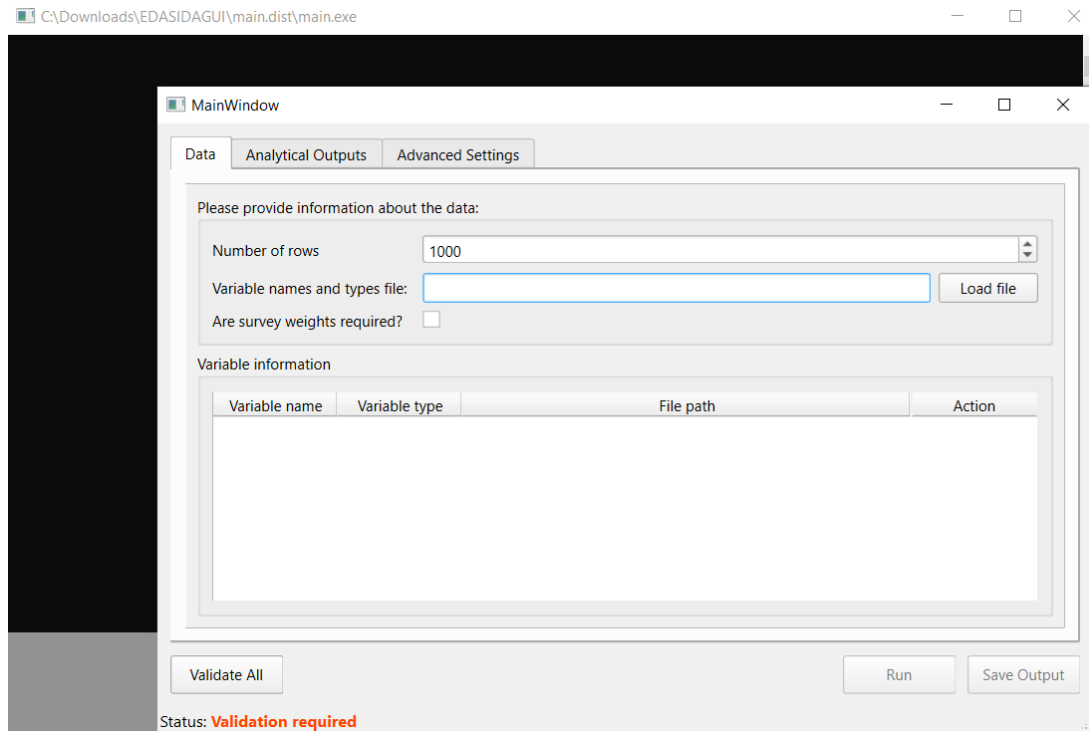 C:\Downloads\EDASIDAGUI\main.dist\main.exe
MainWindow
Data Analytical Outputs Advanced Settings
Please provide information about the data:
Number of rows 1000
Variable names and types file: Load file
Are survey weights required?
Variable information
Variable name Variable type File path Action
Validate All Run Save Output
Status: Validation required